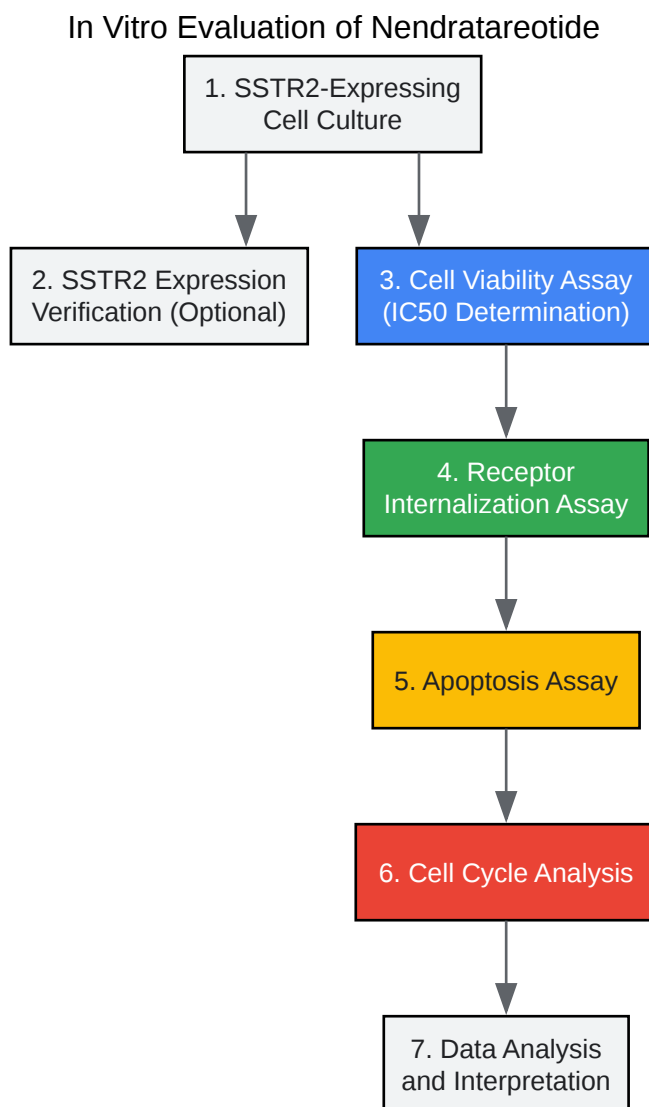 In Vitro Evaluation of Nendratareotide
1. SSTR2-Expressing
Cell Culture
2. SSTR2 Expression
Verification (Optional)
3. Cell Viability Assay
(IC50 Determination)
4. Receptor
Internalization Assay
5. Apoptosis Assay
6. Cell Cycle Analysis
7. Data Analysis
and Interpretation